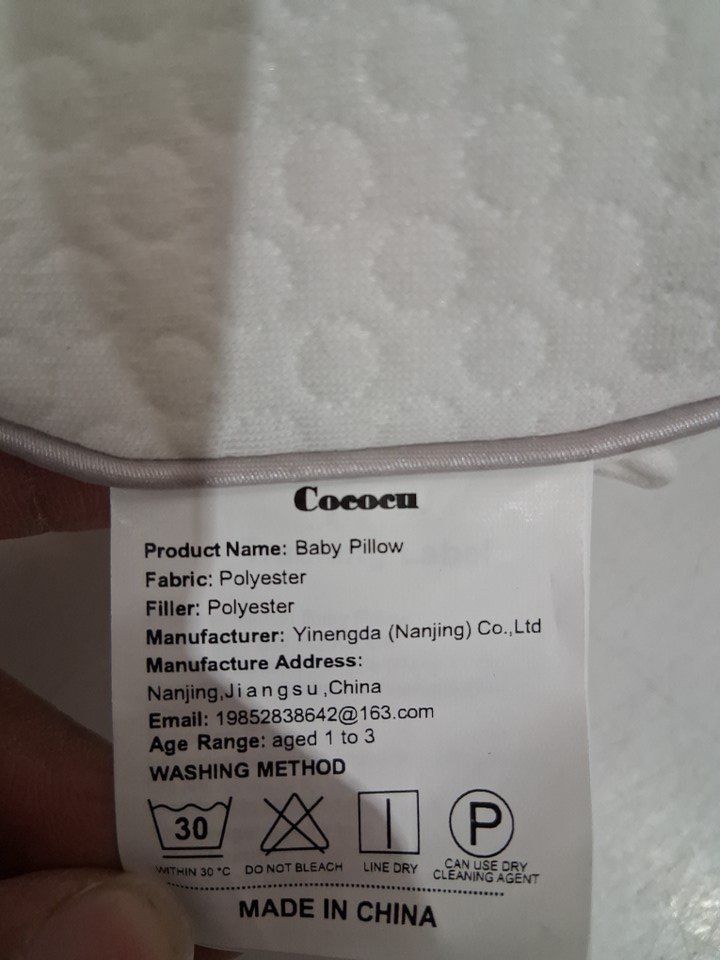 Cococu
Product Name: Baby Pillow
Fabric: Polyester
Filler: Polyester
Manufacturer: Yinengda (Nanjing) Co.,Ltd
Manufacture Address:
Nanjing,Jiangsu,China
Email: 19852838642@163.com
Age Range: aged 1 to 3
WASHING METHOD
30 P
WITHIN 30 °C DO NOT BLEACH LINE DRY CAN USE DRY
CLEANING AGENT
MADE IN CHINA